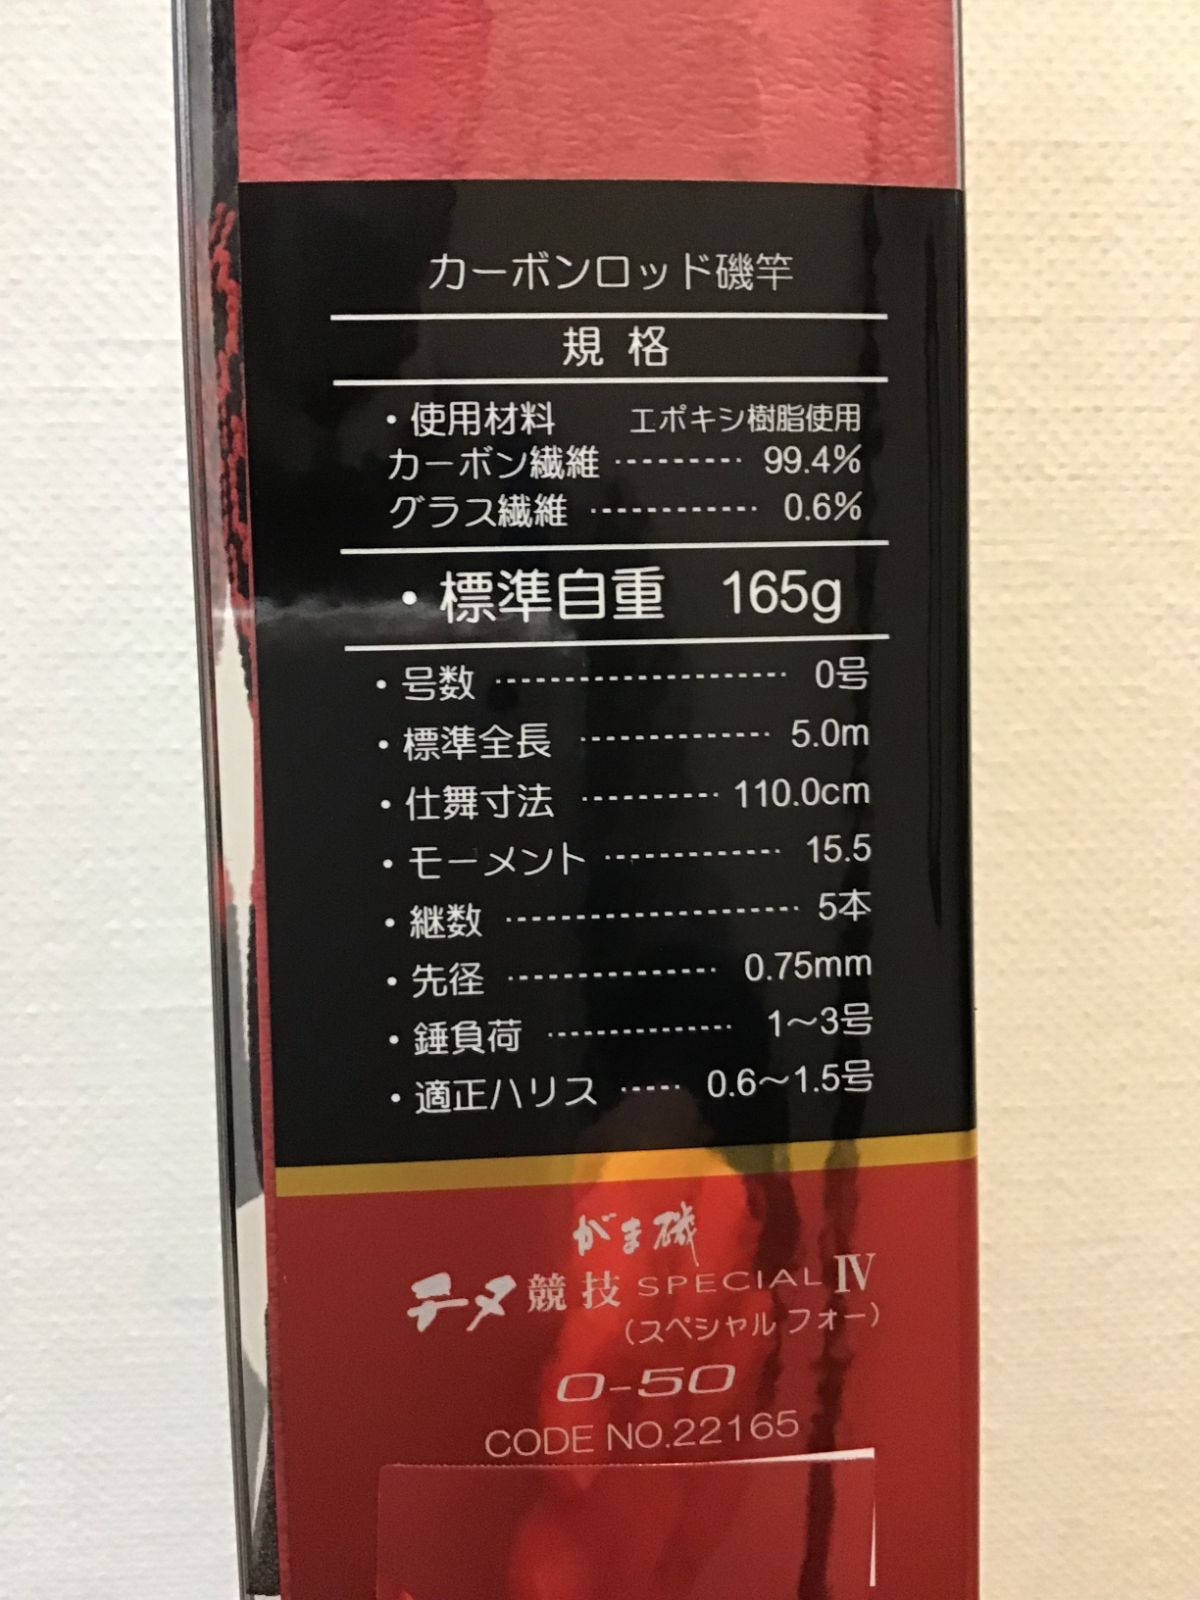 カーボンロッド磯竿
規 格
・使用材料 エポキシ樹脂使用
カーボン繊維 ・・・・・・・・・ 99.4%
グラス繊維 ・・・・・・・・・・・・ 0.6%
・標準自重 165g
・号数 ・・・・・・・・・・・・・・・・・・・・・ 0号
・標準全長 ・・・・・・・・・・・・・ 5.0m
・仕舞寸法 ・・・・・・・・・・ 110.0cm
・モーメント ・・・・・・・・・・・・ 15.5
・継数 ・・・・・・・・・・・・・・・・・・・・・ 5本
・先径 ・・・・・・・・・・・・・・・ 0.75mm
・錘負荷 ・・・・・・・・・・・・・ 1〜3号
・適正ハリス ・・・・・ 0.6〜1.5号
がま磯
チヌ競技 SPECIAL IV
(スペシャル フォー)
0-50
CODE NO.22165